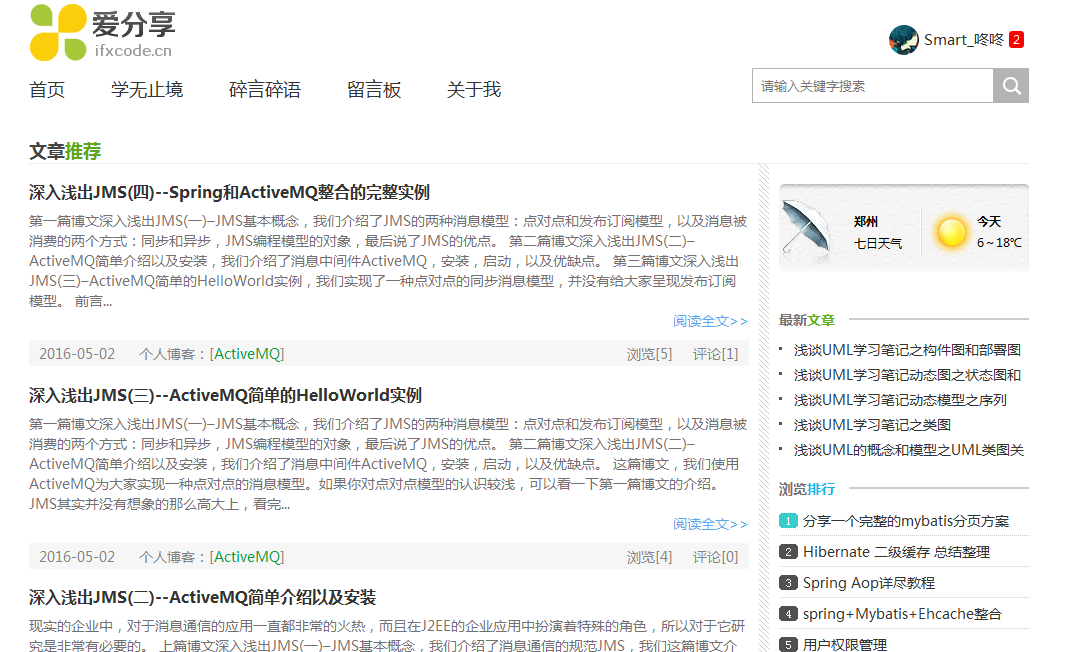 爱分享
ifxcode.cn
Smart_咚咚 2
首页 学无止境 碎言碎语 留言板 关于我
请输入关键字搜索
文章推荐
深入浅出JMS(四)--Spring和ActiveMQ整合的完整实例
第一篇博文深入浅出JMS(一)–JMS基本概念，我们介绍了JMS的两种消息模型：点对点和发布订阅模型，以及消息被
消费的两个方式：同步和异步，JMS编程模型的对象，最后说了JMS的优点。 第二篇博文深入浅出JMS(二)–
ActiveMQ简单介绍以及安装，我们介绍了消息中间件ActiveMQ，安装，启动，以及优缺点。 第三篇博文深入浅出
JMS(三)–ActiveMQ简单的HelloWorld实例，我们实现了一种点对点的同步消息模型，并没有给大家呈现发布订阅
模型。 前言...
阅读全文>>
2016-05-02 个人博客：[ActiveMQ] 浏览[5] 评论[1]
深入浅出JMS(三)--ActiveMQ简单的HelloWorld实例
第一篇博文深入浅出JMS(一)–JMS基本概念，我们介绍了JMS的两种消息模型：点对点和发布订阅模型，以及消息被
消费的两个方式：同步和异步，JMS编程模型的对象，最后说了JMS的优点。 第二篇博文深入浅出JMS(二)–
ActiveMQ简单介绍以及安装，我们介绍了消息中间件ActiveMQ，安装，启动，以及优缺点。 这篇博文，我们使用
ActiveMQ为大家实现一种点对点的消息模型。如果你对点对点模型的认识较浅，可以看一下第一篇博文的介绍。
JMS其实并没有想象的那么高大上，看完...
阅读全文>>
2016-05-02 个人博客：[ActiveMQ] 浏览[4] 评论[0]
深入浅出JMS(二)--ActiveMQ简单介绍以及安装
现实的企业中，对于消息通信的应用一直都非常的火热，而且在J2EE的企业应用中扮演着特殊的角色，所以对于它研
究是非常有必要的。 上篇博文深入浅出JMS(一)–JMS基本概念，我们介绍了消息通信的规范JMS，我们这篇博文介
郑州
七日天气
今天
6～18℃
最新文章
浅谈UML学习笔记之构件图和部署图
浅谈UML学习笔记动态图之状态图和
浅谈UML学习笔记动态模型之序列
浅谈UML学习笔记之类图
浅谈UML的概念和模型之UML类图关
浏览排行
1 分享一个完整的mybatis分页方案
2 Hibernate 二级缓存 总结整理
3 Spring Aop详尽教程
4 spring+Mybatis+Ehcache整合
5 用户权限管理